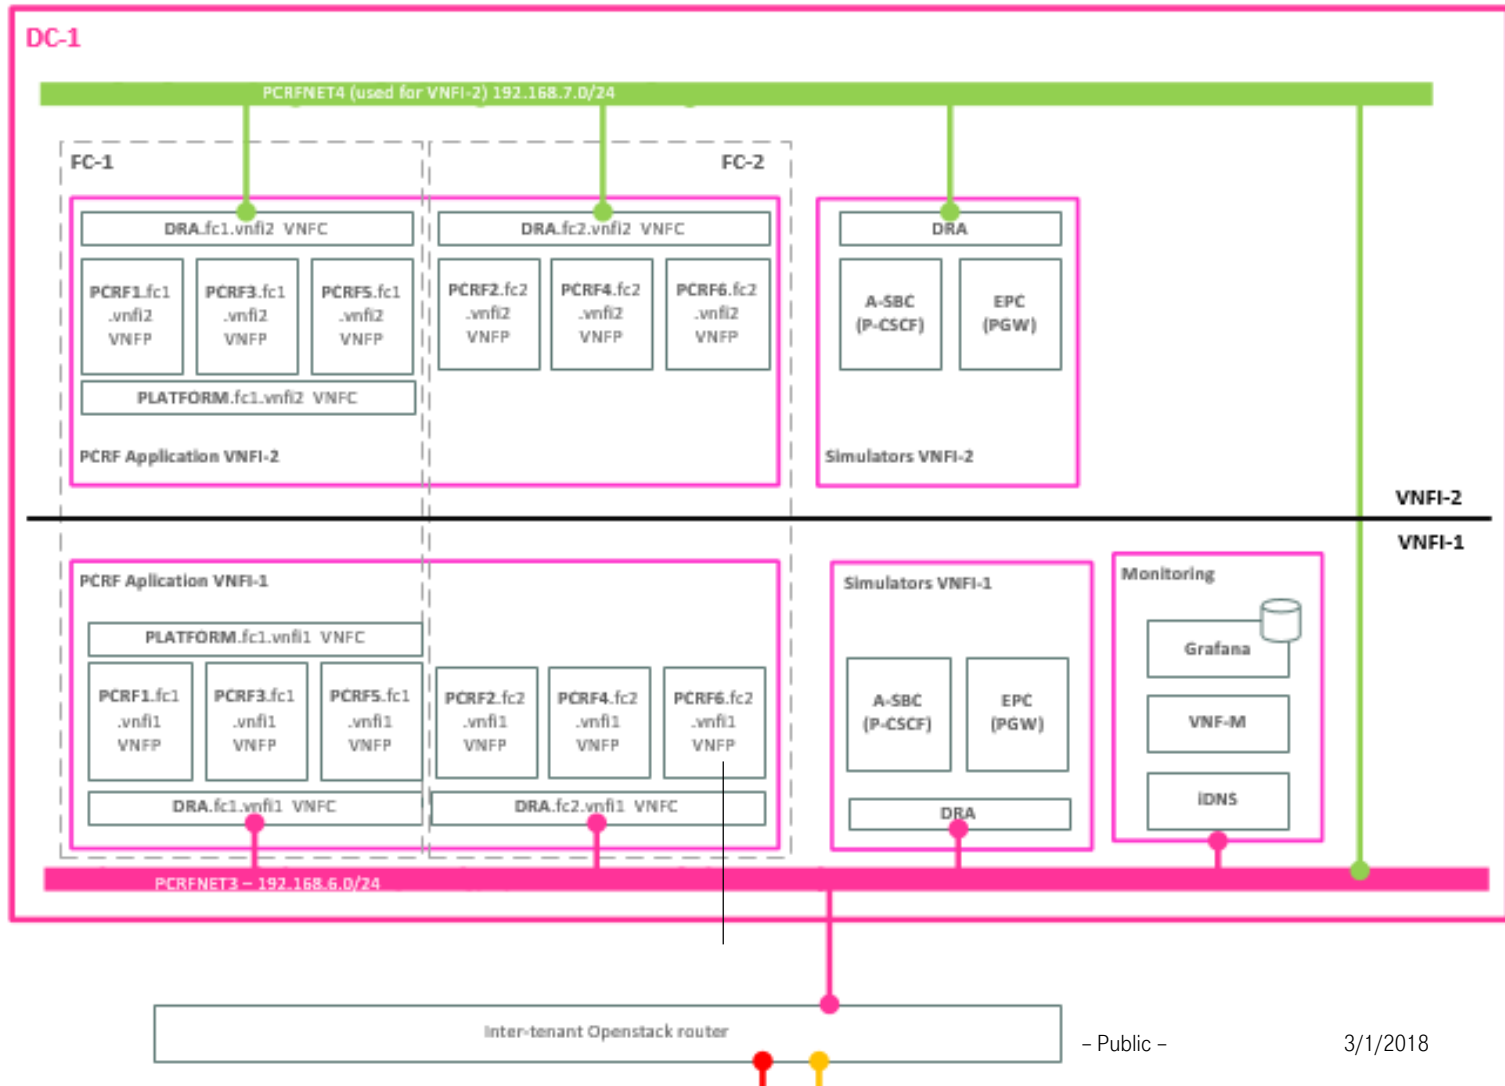 DC-1
PCRFNET4 (used for VNFI-2) 192.168.7.0/24
FC-1
FC-2
DRA.fc1.vnfi2 VNFC
DRA.fc2.vnfi2 VNFC
DRA
PCRF1.fc1
.vnfi2
VNFP
PCRF3.fc1
.vnfi2
VNFP
PCRF5.fc1
.vnfi2
VNFP
PCRF2.fc2
.vnfi2
VNFP
PCRF4.fc2
.vnfi2
VNFP
PCRF6.fc2
.vnfi2
VNFP
A-SBC
(P-CSCF)
EPC
(PGW)
PLATFORM.fc1.vnfi2 VNFC
PCRF Application VNFI-2
Simulators VNFI-2
VNFI-2
VNFI-1
PCRF Aplication VNFI-1
Simulators VNFI-1
Monitoring
PLATFORM.fc1.vnfi1 VNFC
PCRF1.fc1
.vnfi1
VNFP
PCRF3.fc1
.vnfi1
VNFP
PCRF5.fc1
.vnfi1
VNFP
PCRF2.fc2
.vnfi1
VNFP
PCRF4.fc2
.vnfi1
VNFP
PCRF6.fc2
.vnfi1
VNFP
A-SBC
(P-CSCF)
EPC
(PGW)
Grafana
VNF-M
iDNS
DRA.fc1.vnfi1 VNFC
DRA.fc2.vnfi1 VNFC
DRA
PCRFNET3 – 192.168.6.0/24
Inter-tenant Openstack router
– Public –
3/1/2018